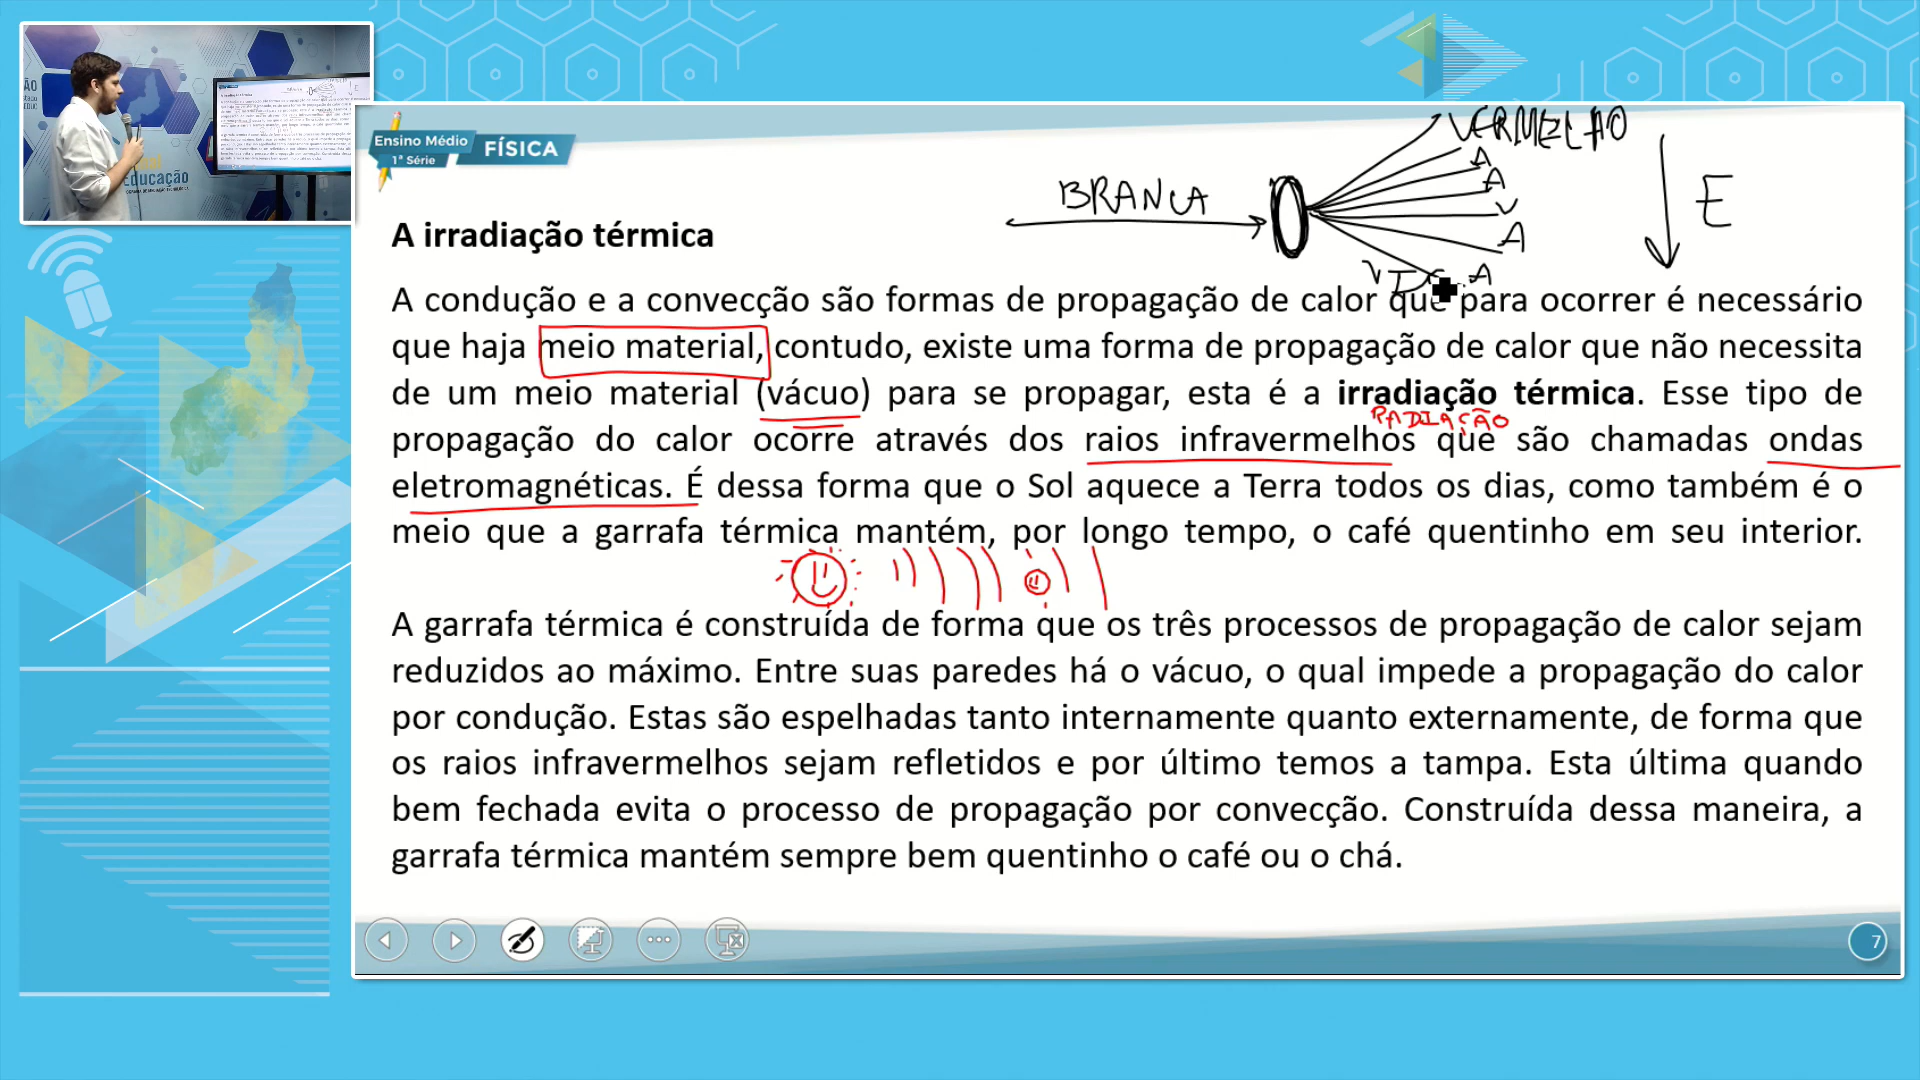 Ensino Médio
1ª Série
FÍSICA
VERMELHO
A
A
V
A
A
BRANCA
E
A irradiação térmica
A condução e a convecção são formas de propagação de calor que para ocorrer é necessário
que haja meio material, contudo, existe uma forma de propagação de calor que não necessita
de um meio material (vácuo) para se propagar, esta é a irradiação térmica. Esse tipo de
RADIAÇÃO
propagação do calor ocorre através dos raios infravermelhos que são chamadas ondas
eletromagnéticas. É dessa forma que o Sol aquece a Terra todos os dias, como também é o
meio que a garrafa térmica mantém, por longo tempo, o café quentinho em seu interior.
A garrafa térmica é construída de forma que os três processos de propagação de calor sejam
reduzidos ao máximo. Entre suas paredes há o vácuo, o qual impede a propagação do calor
por condução. Estas são espelhadas tanto internamente quanto externamente, de forma que
os raios infravermelhos sejam refletidos e por último temos a tampa. Esta última quando
bem fechada evita o processo de propagação por convecção. Construída dessa maneira, a
garrafa térmica mantém sempre bem quentinho o café ou o chá.
7